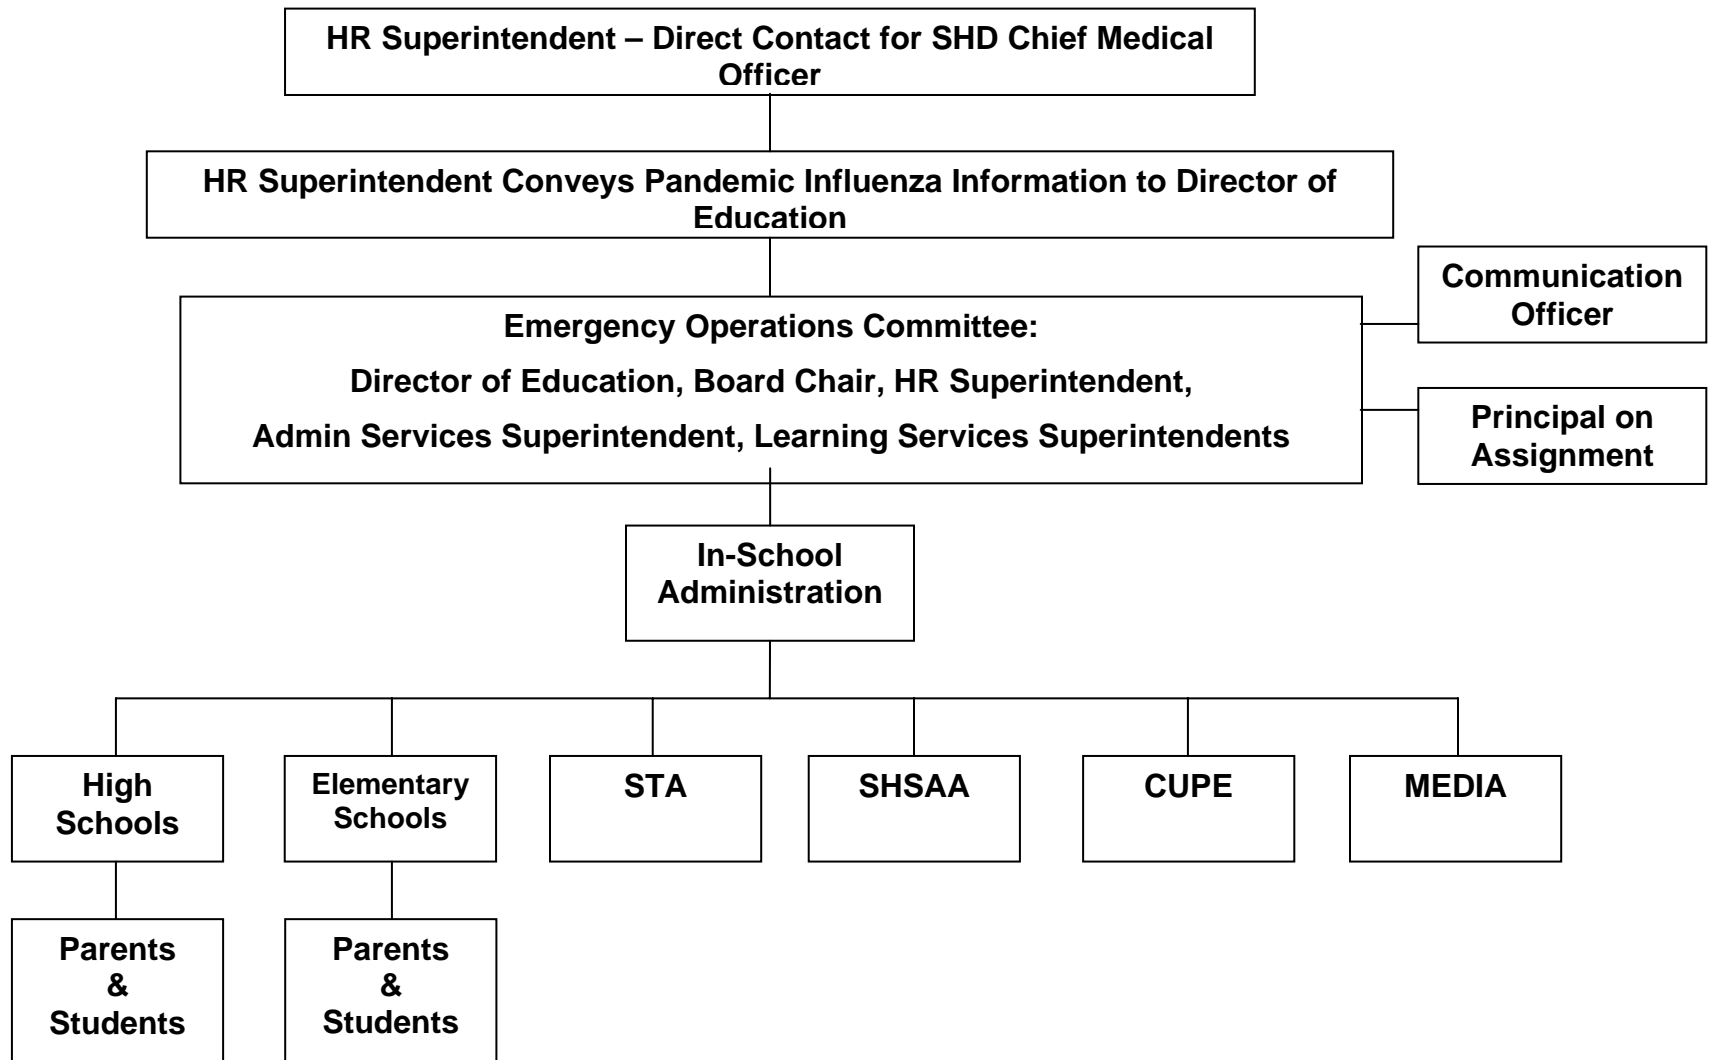 HR Superintendent – Direct Contact for SHD Chief Medical
Officer
HR Superintendent Conveys Pandemic Influenza Information to Director of
Education
Communication
Officer
Emergency Operations Committee:
Director of Education, Board Chair, HR Superintendent,
Admin Services Superintendent, Learning Services Superintendents
Principal on
Assignment
In-School
Administration
High
Schools
Elementary
Schools
STA
SHSAA
CUPE
MEDIA
Parents
&
Students
Parents
&
Students